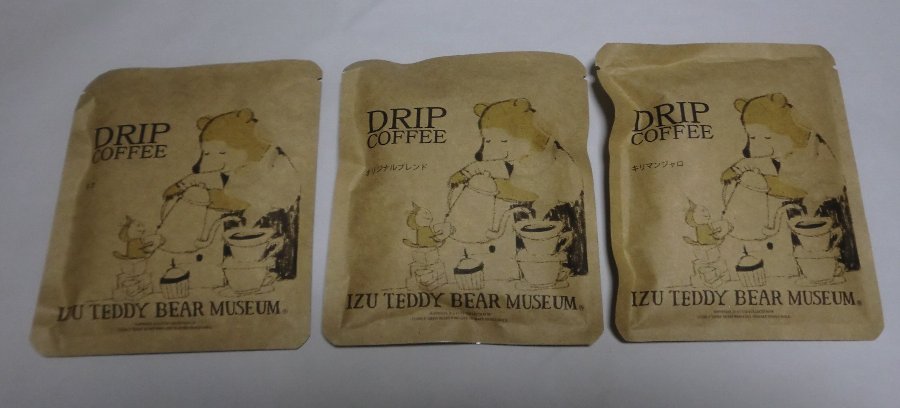 DRIP
COFFEE
IZU TEDDY BEAR MUSEUM®
DRIP
COFFEE
オリジナルブレンド
IZU TEDDY BEAR MUSEUM®
DRIP
COFFEE
キリマンジャロ
IZU TEDDY BEAR MUSEUM®